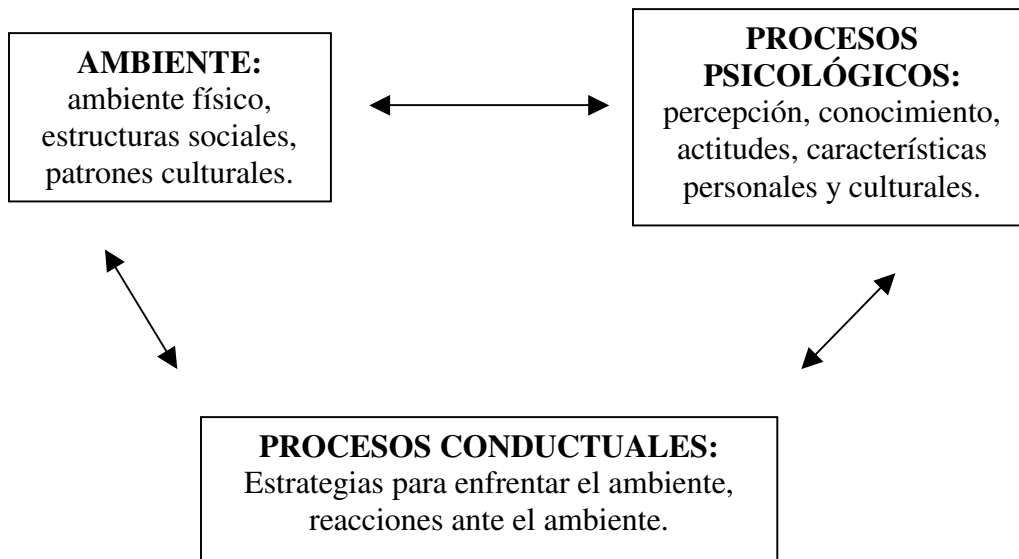 AMBIENTE:
ambiente físico,
estructuras sociales,
patrones culturales.
PROCESOS
PSICOLÓGICOS:
percepción, conocimiento,
actitudes, características
personales y culturales.
PROCESOS CONDUCTUALES:
Estrategias para enfrentar el ambiente,
reacciones ante el ambiente.